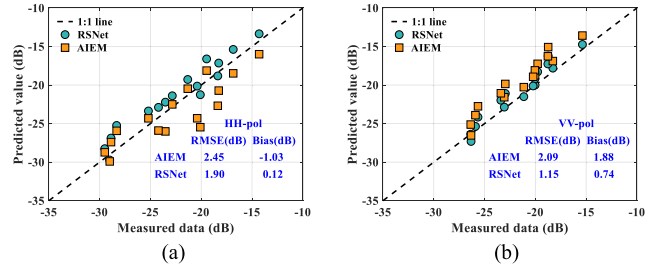 -10
-15
-20
-25
-30
-35
Predicted value (dB)
1:1 line
RSNet
AIEM
HH-pol
RMSE(dB) Bias(dB)
AIEM 2.45 -1.03
RSNet 1.90 0.12
-35 -30 -25 -20 -15 -10
Measured data (dB)
(a)
-10
-15
-20
-25
-30
-35
Predicted value (dB)
1:1 line
RSNet
AIEM
VV-pol
RMSE(dB) Bias(dB)
AIEM 2.09 1.88
RSNet 1.15 0.74
-35 -30 -25 -20 -15 -10
Measured data (dB)
(b)